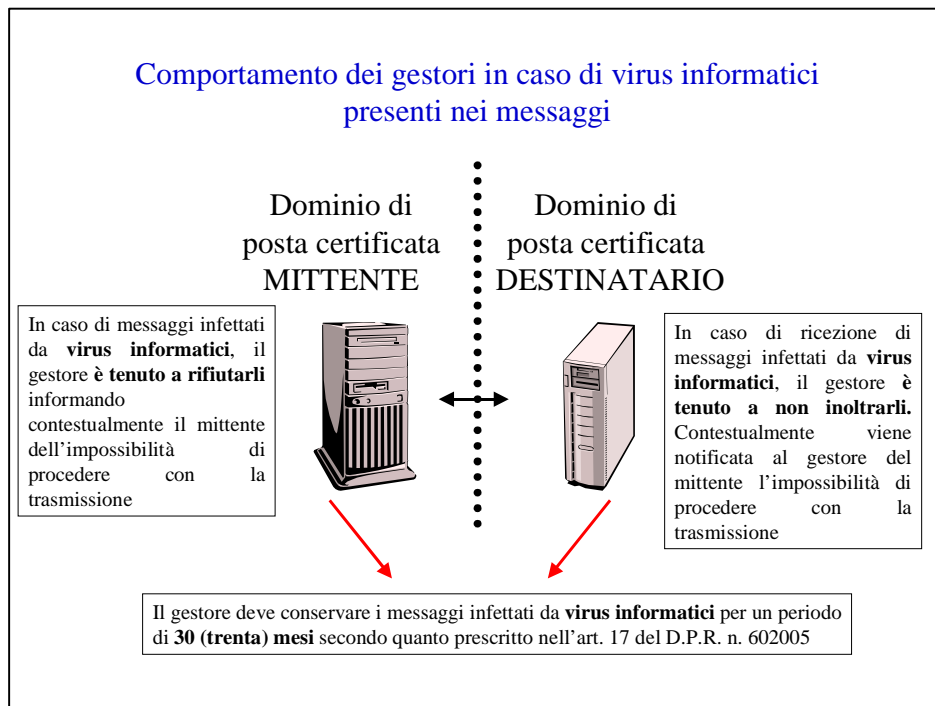 Comportamento dei gestori in caso di virus informatici
presenti nei messaggi
Dominio di
posta certificata
MITTENTE
Dominio di
posta certificata
DESTINATARIO
In caso di messaggi infettati
da virus informatici, il
gestore è tenuto a rifiutarli
informando
contestualmente il mittente
dell'impossibilità di
procedere con la
trasmissione
In caso di ricezione di
messaggi infettati da virus
informatici, il gestore è
tenuto a non inoltrarli.
Contestualmente viene
notificata al gestore del
mittente l'impossibilità di
procedere con la
trasmissione
Il gestore deve conservare i messaggi infettati da virus informatici per un periodo
di 30 (trenta) mesi secondo quanto prescritto nell'art. 17 del D.P.R. n. 602005